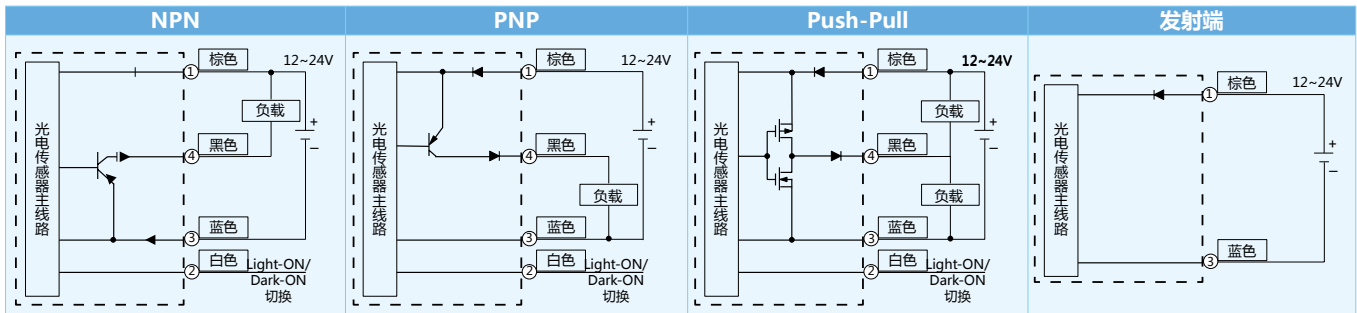 NPN
PNP
Push-Pull
发射端
光电传感器主线路
① 棕色
12~24V
负载
+
−
④ 黑色
③ 蓝色
② 白色
Light-ON/
Dark-ON
切换
光电传感器主线路
① 棕色
12~24V
+
−
④ 黑色
负载
③ 蓝色
② 白色
Light-ON/
Dark-ON
切换
光电传感器主线路
① 棕色
12~24V
负载
+
−
④ 黑色
负载
③ 蓝色
② 白色
Light-ON/
Dark-ON
切换
光电传感器主线路
① 棕色
12~24V
+
−
③ 蓝色